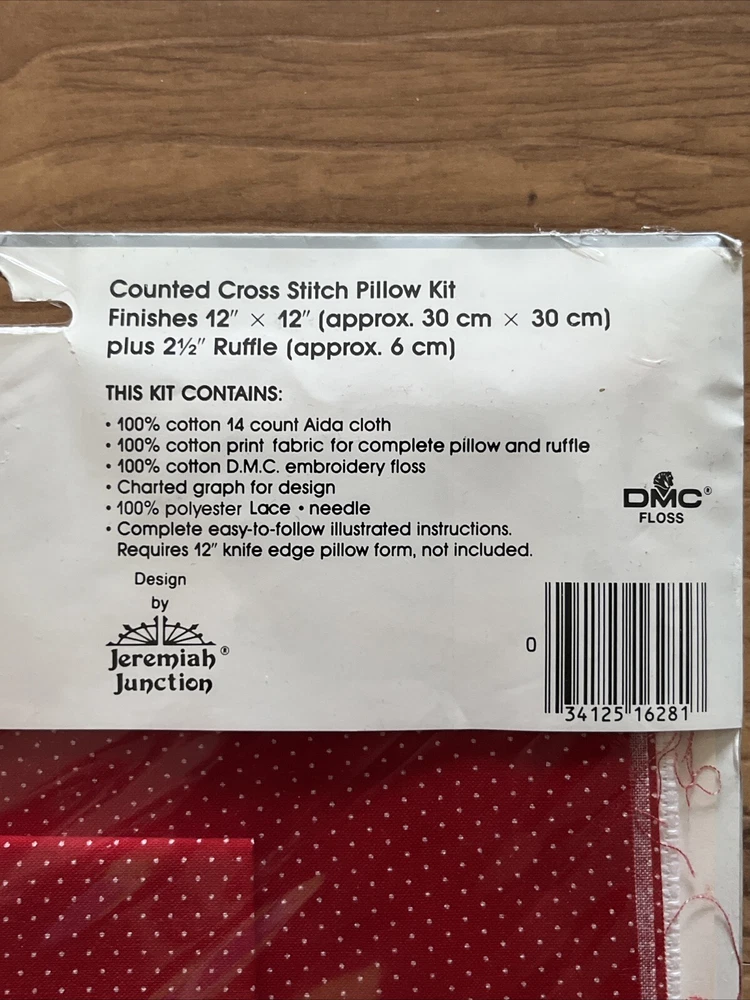 Counted Cross Stitch Pillow Kit
Finishes 12" × 12" (approx. 30 cm × 30 cm)
plus 2½" Ruffle (approx. 6 cm)
THIS KIT CONTAINS:
• 100% cotton 14 count Aida cloth
• 100% cotton print fabric for complete pillow and ruffle
• 100% cotton D.M.C. embroidery floss
• Charted graph for design
• 100% polyester Lace • needle
• Complete easy-to-follow illustrated instructions.
Requires 12" knife edge pillow form, not included.
DMC®
FLOSS
Design
by
Jeremiah®
Junction
0 34125 16281